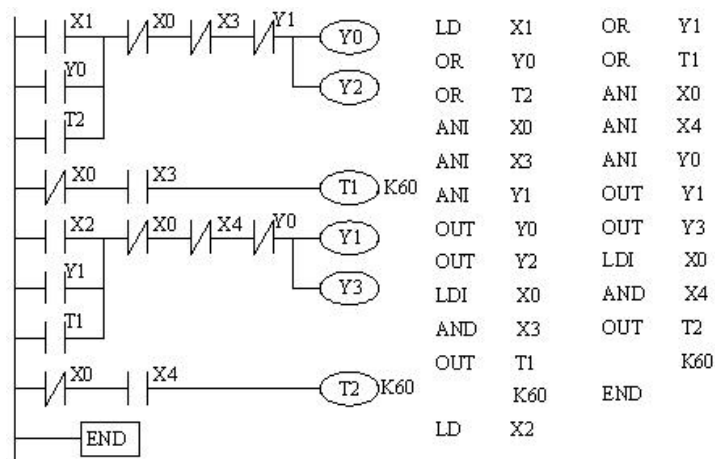 X1 X0 X3 Y1 Y0
Y0 Y2
T2
X0 X3 T1 K60
X2 X0 X4 Y0 Y1
Y1 Y3
T1
X0 X4 T2 K60
END
LD X1
OR Y0
OR T2
ANI X0
ANI X3
ANI Y1
OUT Y0
OUT Y2
LDI X0
AND X3
OUT T1
K60
LD X2
OR Y1
OR T1
ANI X0
ANI X4
ANI Y0
OUT Y1
OUT Y3
LDI X0
AND X4
OUT T2
K60
END